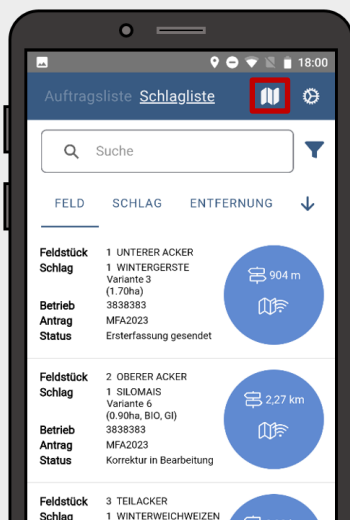 18:00
Auftragsliste Schlagliste
Suche
FELD SCHLAG ENTFERNUNG
Feldstück 1 UNTERER ACKER
Schlag 1 WINTERGERSTE
Variante 3
(1.70ha)
904 m
Betrieb 3838383
Antrag MFA2023
Status Ersterfassung gesendet
Feldstück 2 OBERER ACKER
Schlag 1 SILOMAIS
Variante 6
(0.90ha, BIO, GI)
2,27 km
Betrieb 3838383
Antrag MFA2023
Status Korrektur in Bearbeitung
Feldstück 3 TEILACKER
Schlag 1 WINTERWEICHWEIZEN